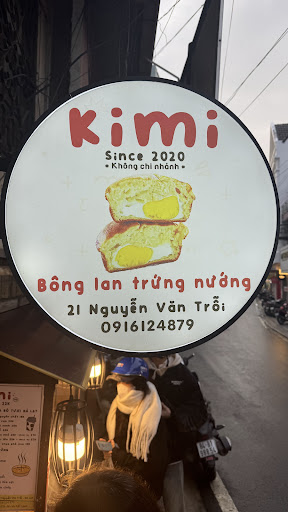 Kimi
Since 2020
• Không chi nhánh •
Bông lan trứng nướng
21 Nguyễn Văn Trỗi
0916124879